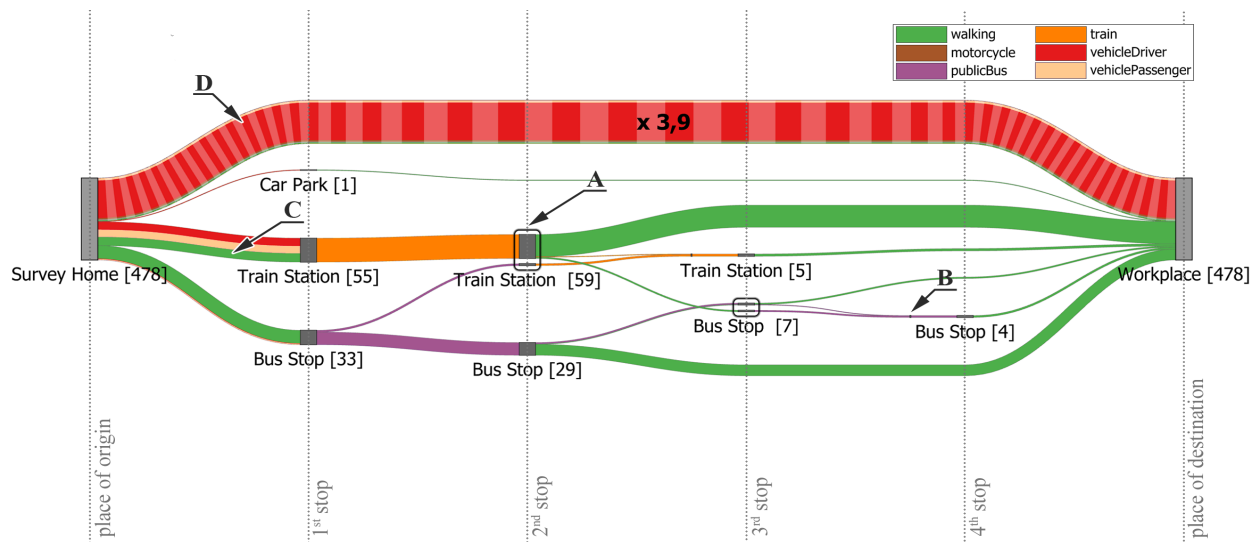 walking
train
motorcycle
vehicleDriver
publicBus
vehiclePassenger
D
x 3,9
Car Park [1]
A
C
Survey Home [478]
Train Station [55]
Train Station [59]
Train Station [5]
Workplace [478]
B
Bus Stop [33]
Bus Stop [29]
Bus Stop [7]
Bus Stop [4]
place of origin
1st stop
2nd stop
3rd stop
4th stop
place of destination